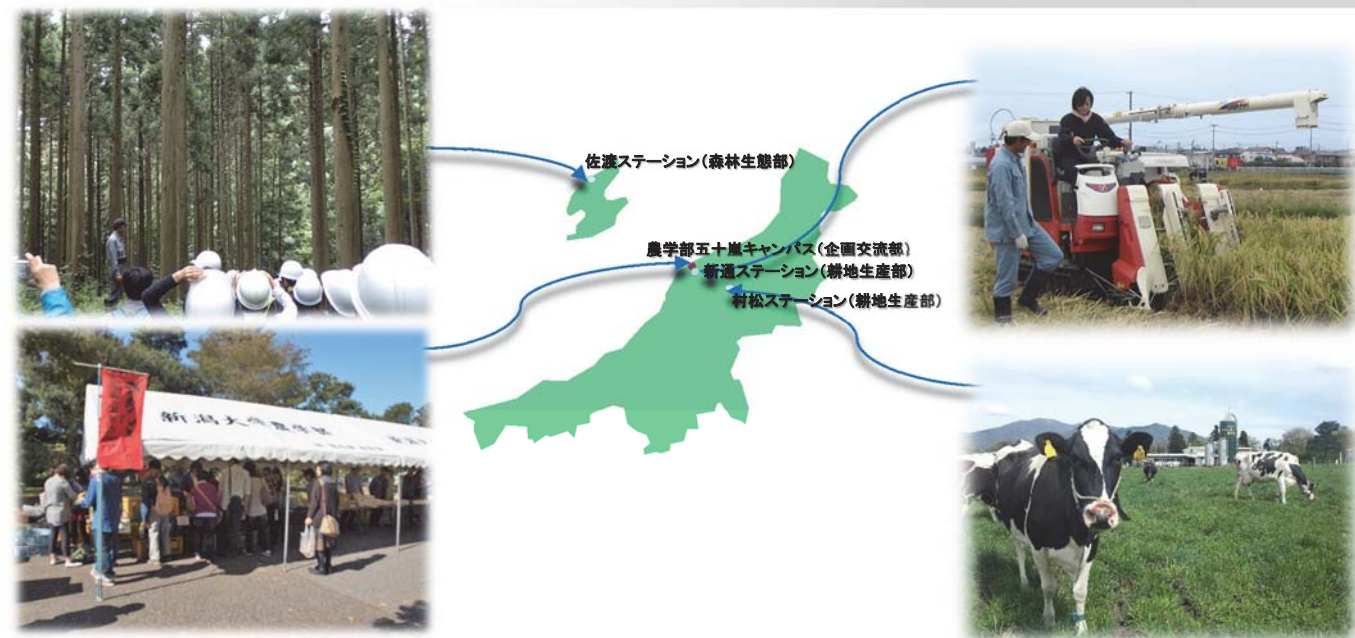 佐渡ステーション(森林生態部)
農学部五十嵐キャンパス(企画交流部)
新通ステーション(耕地生産部)
村松ステーション(耕地生産部)
新潟大学農学部